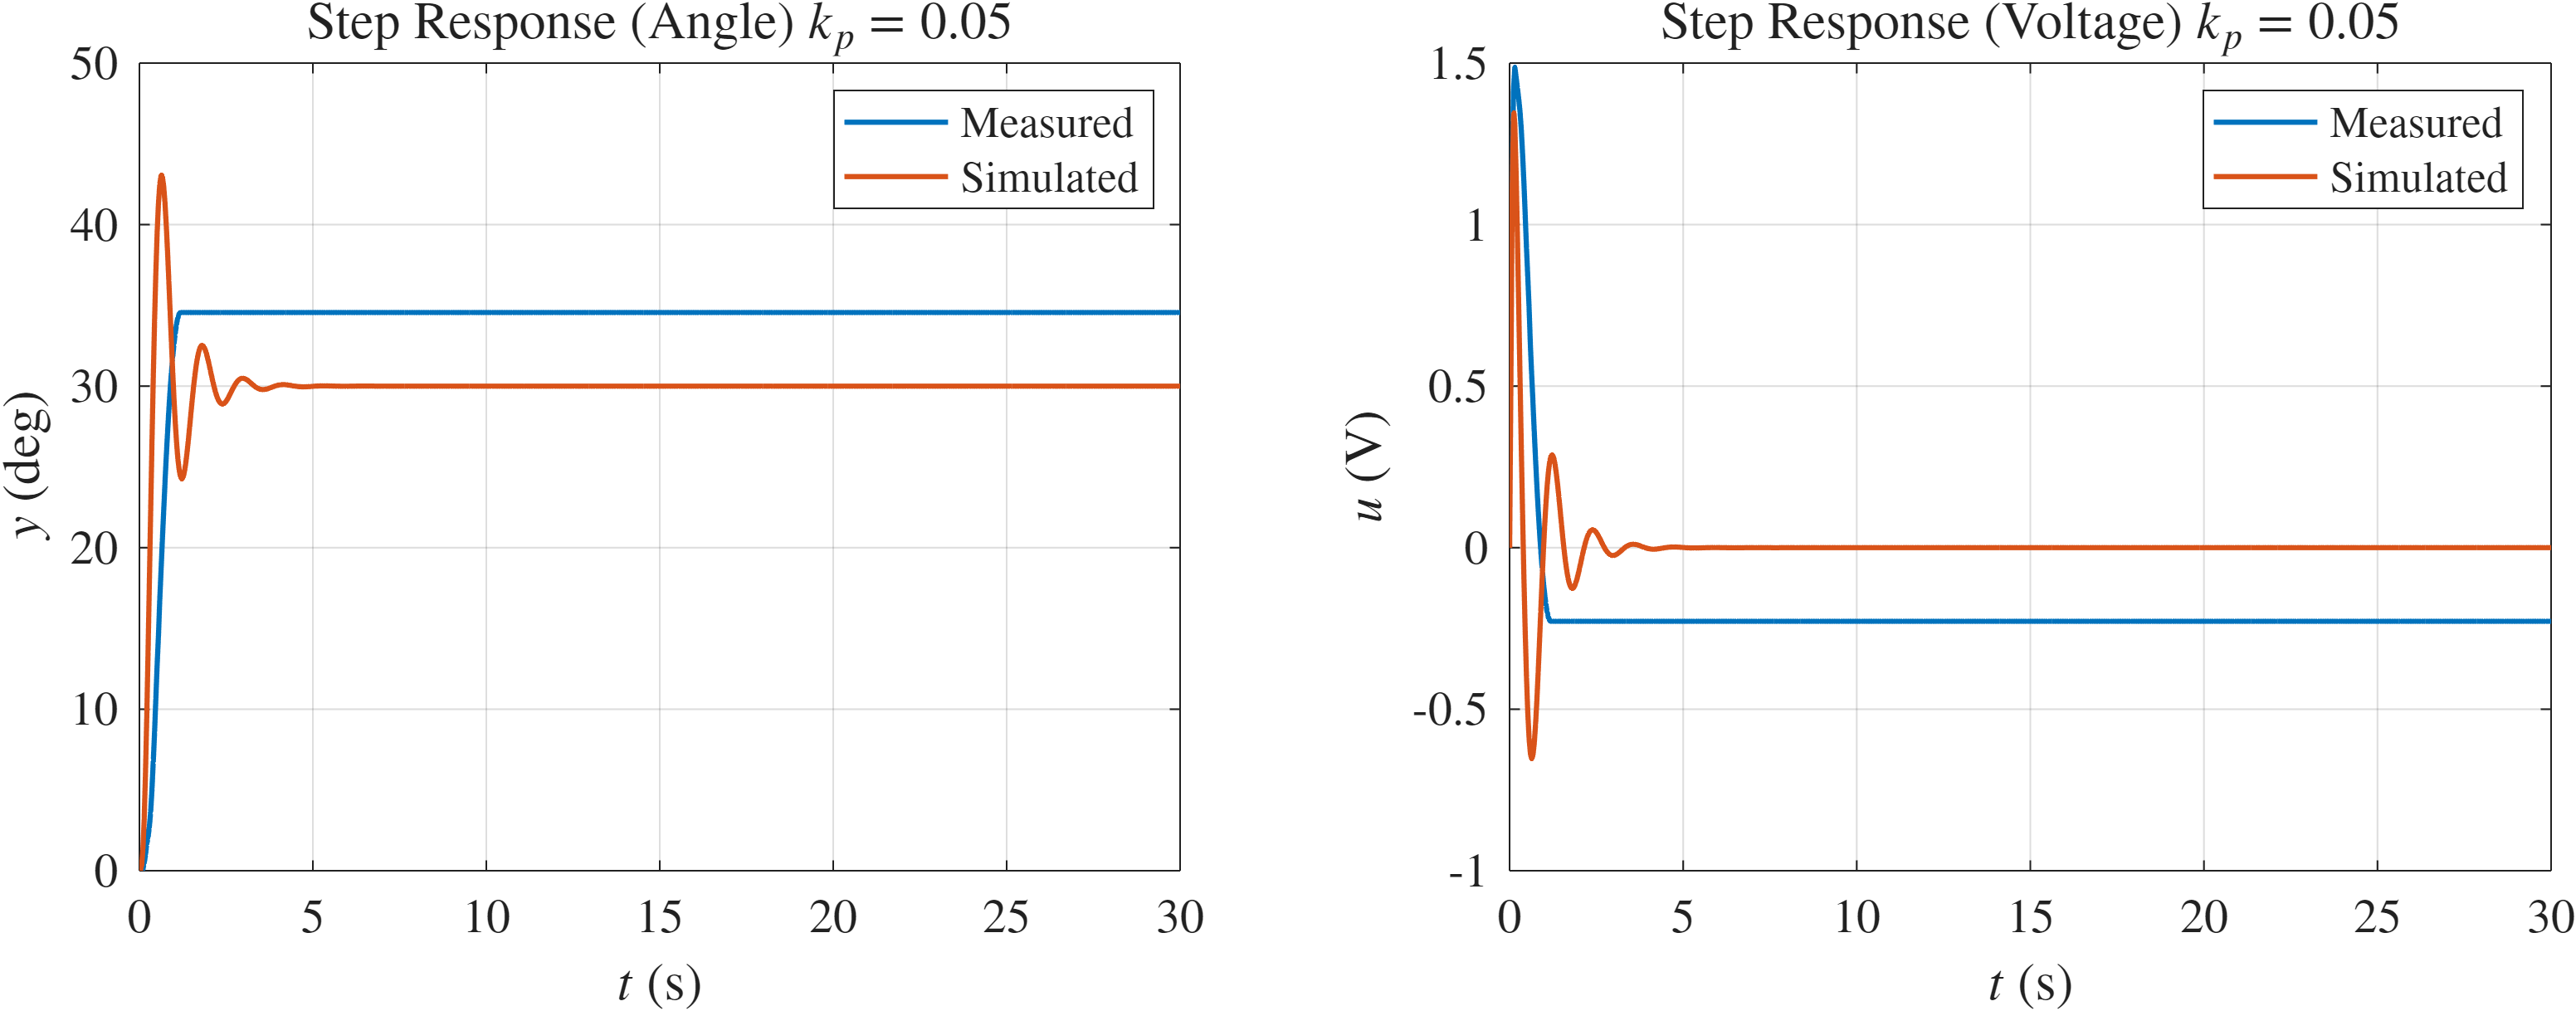 Step Response (Angle) k_p = 0.05
50
40
30
20
10
0
y (deg)
0 5 10 15 20 25 30
t (s)
Measured
Simulated
Step Response (Voltage) k_p = 0.05
1.5
1
0.5
0
-0.5
-1
u (V)
0 5 10 15 20 25 30
t (s)
Measured
Simulated